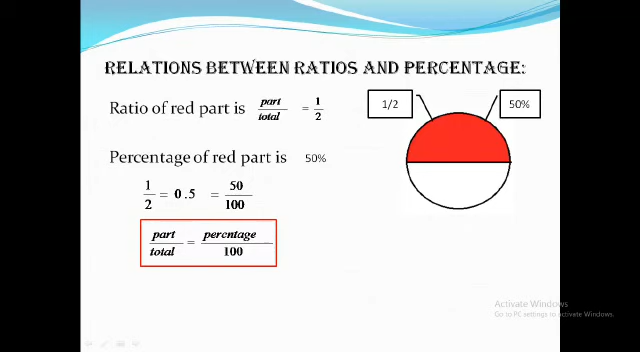 RELATIONS BETWEEN RATIOS AND PERCENTAGE:
Ratio of red part is part/total = 1/2
1/2
50%
Percentage of red part is 50%
1/2 = 0.5 = 50/100
part/total = percntage/100
Activate Windows
Go to PC settings to activate Windows.